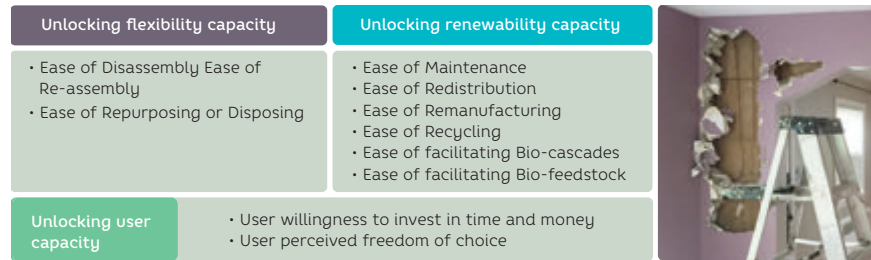 Unlocking flexibility capacity
• Ease of Disassembly Ease of
Re-assembly
• Ease of Repurposing or Disposing
Unlocking renewability capacity
• Ease of Maintenance
• Ease of Redistribution
• Ease of Remanufacturing
• Ease of Recycling
• Ease of facilitating Bio-cascades
• Ease of facilitating Bio-feedstock
Unlocking user
capacity
• User willingness to invest in time and money
• User perceived freedom of choice